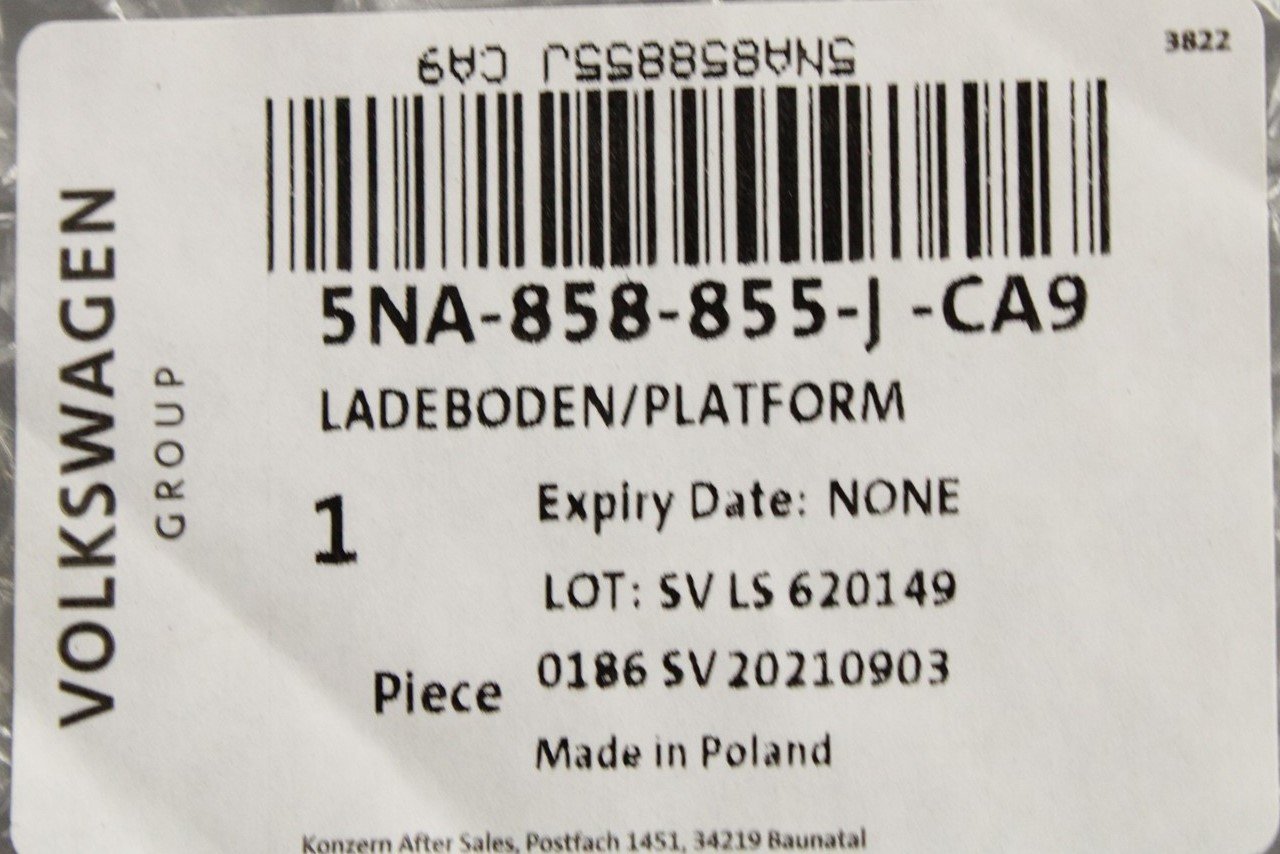 3822
5NA858855J CA9
5NA-858-855-J -CA9
LADEBODEN/PLATFORM
1
Piece
Expiry Date: NONE
LOT: SV LS 620149
0186 SV 20210903
Made in Poland
Konzern After Sales, Postfach 1451, 34219 Baunatal
VOLKSWAGEN
GROUP